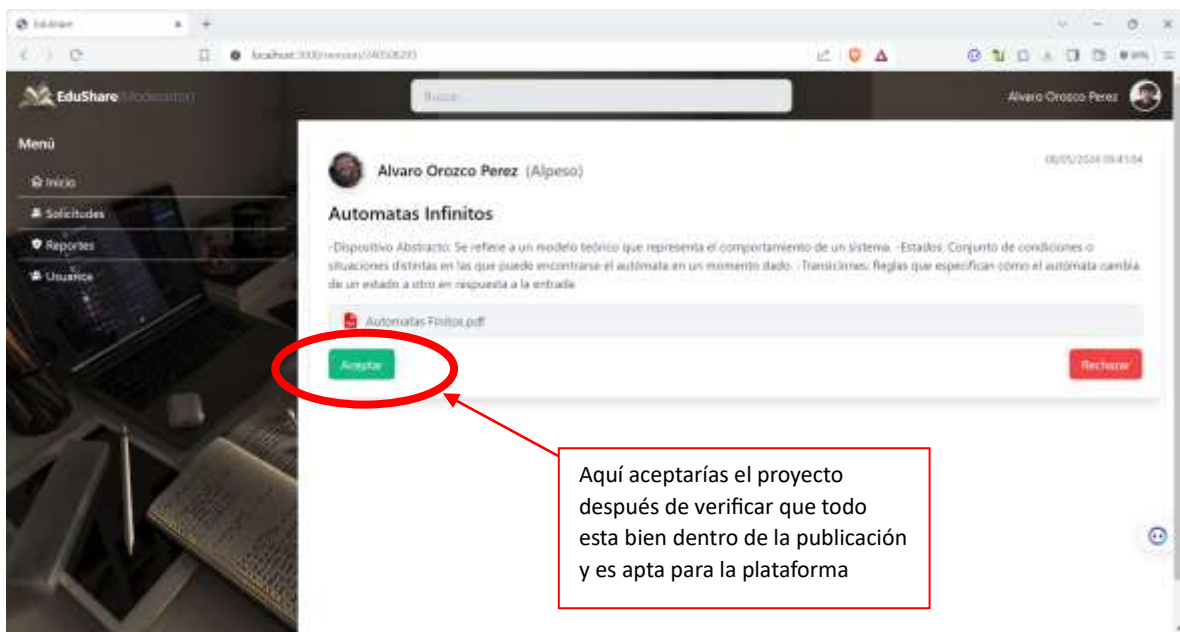 EduShare
EduShare (Moderador)
Buscar...
Alvaro Orozco Perez
Menú
Inicio
Solicitudes
Reportes
Usuarios
Alvaro Orozco Perez (Alpeso)
Automatas Infinitos
-Dispositivo Abstracto: Se refiere a un modelo teórico que representa el comportamiento de un sistema. -Estados: Conjunto de condiciones o
situaciones distintas en las que puede encontrarse el autómata en un momento dado. -Transiciones: Reglas que especifican cómo el autómata cambia
de un estado a otro en respuesta a la entrada
Automatas Finitos.pdf
Aceptar
Rechazar
Aquí aceptarías el proyecto
después de verificar que todo
esta bien dentro de la publicación
y es apta para la plataforma